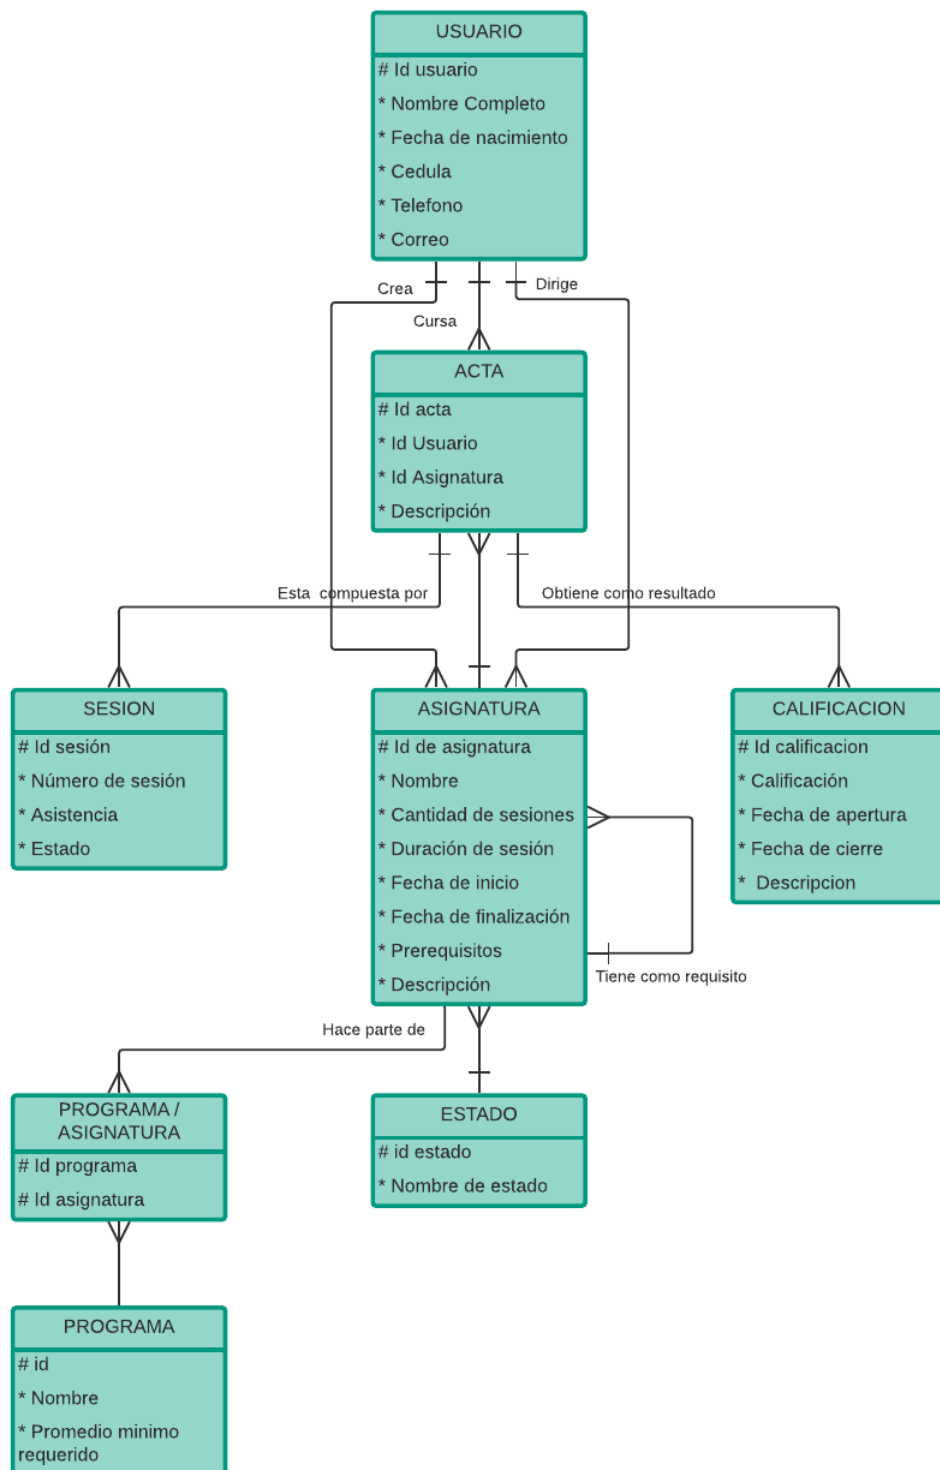 USUARIO
# Id usuario
* Nombre Completo
* Fecha de nacimiento
* Cedula
* Telefono
* Correo
Crea
Dirige
Cursa
ACTA
# Id acta
* Id Usuario
* Id Asignatura
* Descripción
Esta  compuesta por
Obtiene como resultado
SESION
# Id sesión
* Número de sesión
* Asistencia
* Estado
ASIGNATURA
# Id de asignatura
* Nombre
* Cantidad de sesiones
* Duración de sesión
* Fecha de inicio
* Fecha de finalización
* Prerequisitos
* Descripción
CALIFICACION
# Id calificacion
* Calificación
* Fecha de apertura
* Fecha de cierre
*  Descripcion
Tiene como requisito
Hace parte de
PROGRAMA /
ASIGNATURA
# Id programa
# Id asignatura
ESTADO
# id estado
* Nombre de estado
PROGRAMA
# id
* Nombre
* Promedio minimo
requerido